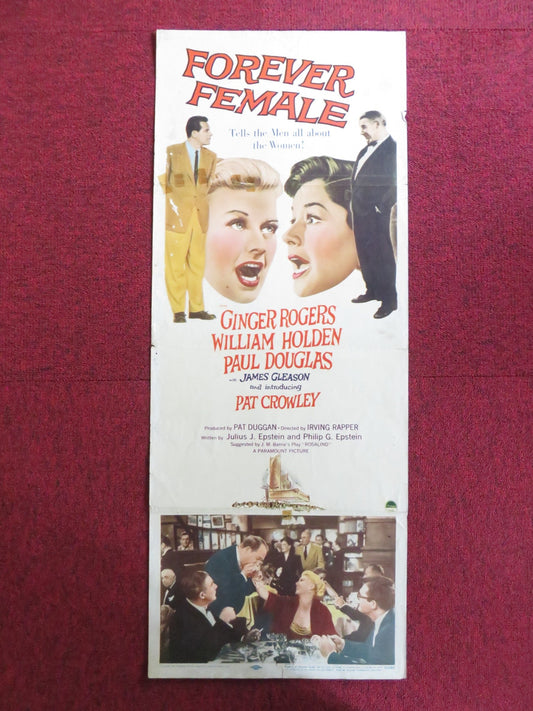 FOREVER
FEMALE
Tells the Men all about
the Women!
GINGER ROGERS
WILLIAM HOLDEN
PAUL DOUGLAS
with JAMES GLEASON
and introducing
PAT CROWLEY
Produced by PAT DUGGAN · Directed by IRVING RAPPER
Written by Julius J. Epstein and Philip G. Epstein
Suggested by J. M. Barrie's Play "ROSALIND"
A PARAMOUNT PICTURE